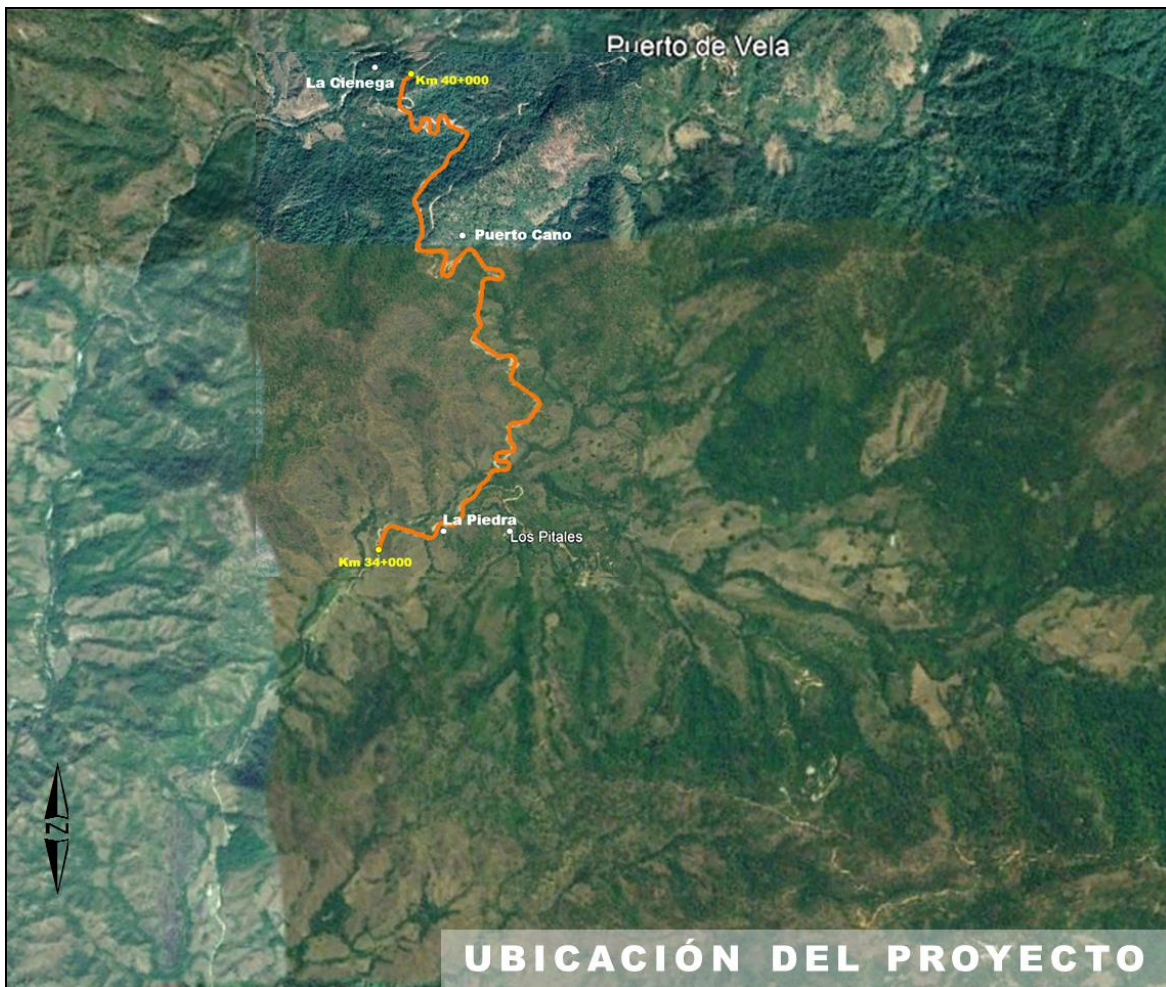 Puerto de Vela
La Cienega
Km 40+000
Puerto Cano
La Piedra
Los Pitales
Km 34+000
N
UBICACIÓN DEL PROYECTO